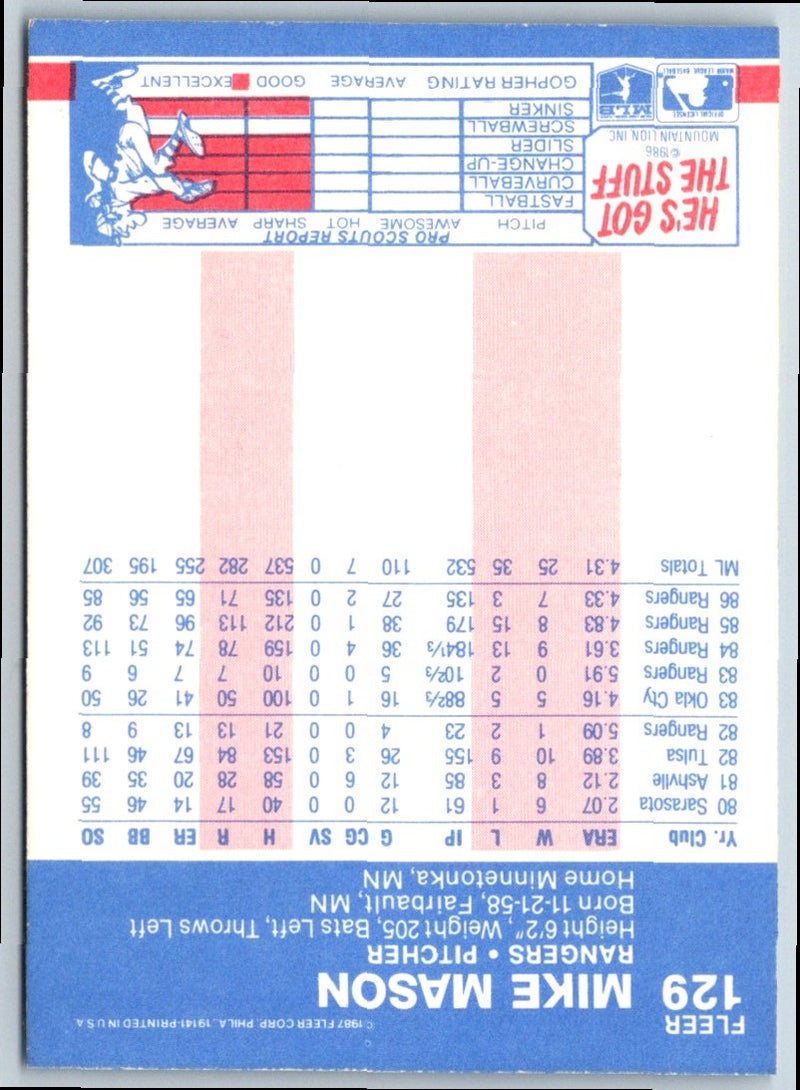 FLEER
129
©1987 FLEER CORP. PHILA., 19141-PRINTED IN U S A
MIKE MASON
RANGERS • PITCHER
Height 6'2", Weight 205, Bats Left, Throws Left
Born 11-21-58, Fairbault, MN
Home Minnetonka, MN
Yr. Club ERA W L IP G CG SV H R ER BB SO
80 Sarasota 2.07 6 1 61 12 0 0 40 17 14 46 55
81 Ashvlle 2.12 8 3 85 12 6 0 58 28 20 35 39
82 Tulsa 3.89 10 9 155 26 3 0 153 84 67 46 111
82 Rangers 5.09 1 2 23 4 0 0 21 13 13 9 8
83 Okla Cty 4.16 5 5 88⅔ 16 1 0 100 50 41 26 50
83 Rangers 5.91 0 2 10⅔ 5 0 0 10 7 7 6 9
84 Rangers 3.61 9 13 184⅓ 36 4 0 159 78 74 51 113
85 Rangers 4.83 8 15 179 38 1 0 212 113 96 73 92
86 Rangers 4.33 7 3 135 27 2 0 135 71 65 56 85
ML Totals 4.31 25 35 532 110 7 0 537 282 255 195 307
HE'S GOT
THE STUFF
©1986
MOUNTAIN LION INC.
OFFICIAL LICENSEE
MAJOR LEAGUE BASEBALL
MLB
PRO SCOUTS REPORT
PITCH AWESOME HOT SHARP AVERAGE
FASTBALL
CURVEBALL
CHANGE-UP
SLIDER
SCREWBALL
SINKER
GOPHER RATING AVERAGE GOOD EXCELLENT